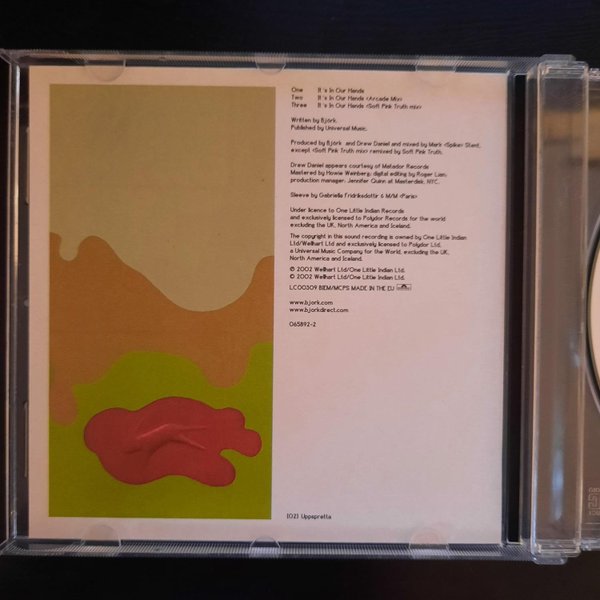 One It's In Our Hands
Two It's In Our Hands <Arcade Mix>
Three It's In Our Hands <Soft Pink Truth mix>
Written by Björk.
Published by Universal Music.
Produced by Björk and Drew Daniel and mixed by Mark <Spike> Stent,
except <Soft Pink Truth mix> remixed by Soft Pink Truth.
Drew Daniel appears courtesy of Matador Records
Mastered by Howie Weinberg; digital editing by Roger Lian;
production manager: Jennifer Quinn at Masterdisk, NYC.
Sleeve by Gabriella Fridriksdottir & M/M <Paris>
Under licence to One Little Indian Records
and exclusively licensed to Polydor Records for the world
excluding the UK, North America and Iceland.
The copyright in this sound recording is owned by One Little Indian
Ltd/Wellhart Ltd and exclusively licensed to Polydor Ltd.
a Universal Music Company for the World, excluding the UK,
North America and Iceland.
℗ 2002 Wellhart Ltd/One Little Indian Ltd.
© 2002 Wellhart Ltd/One Little Indian Ltd.
LC00309 BIEM/MCPS MADE IN THE EU
www.bjork.com
www.bjorkdirect.com
065892-2
(02) Uppspretta